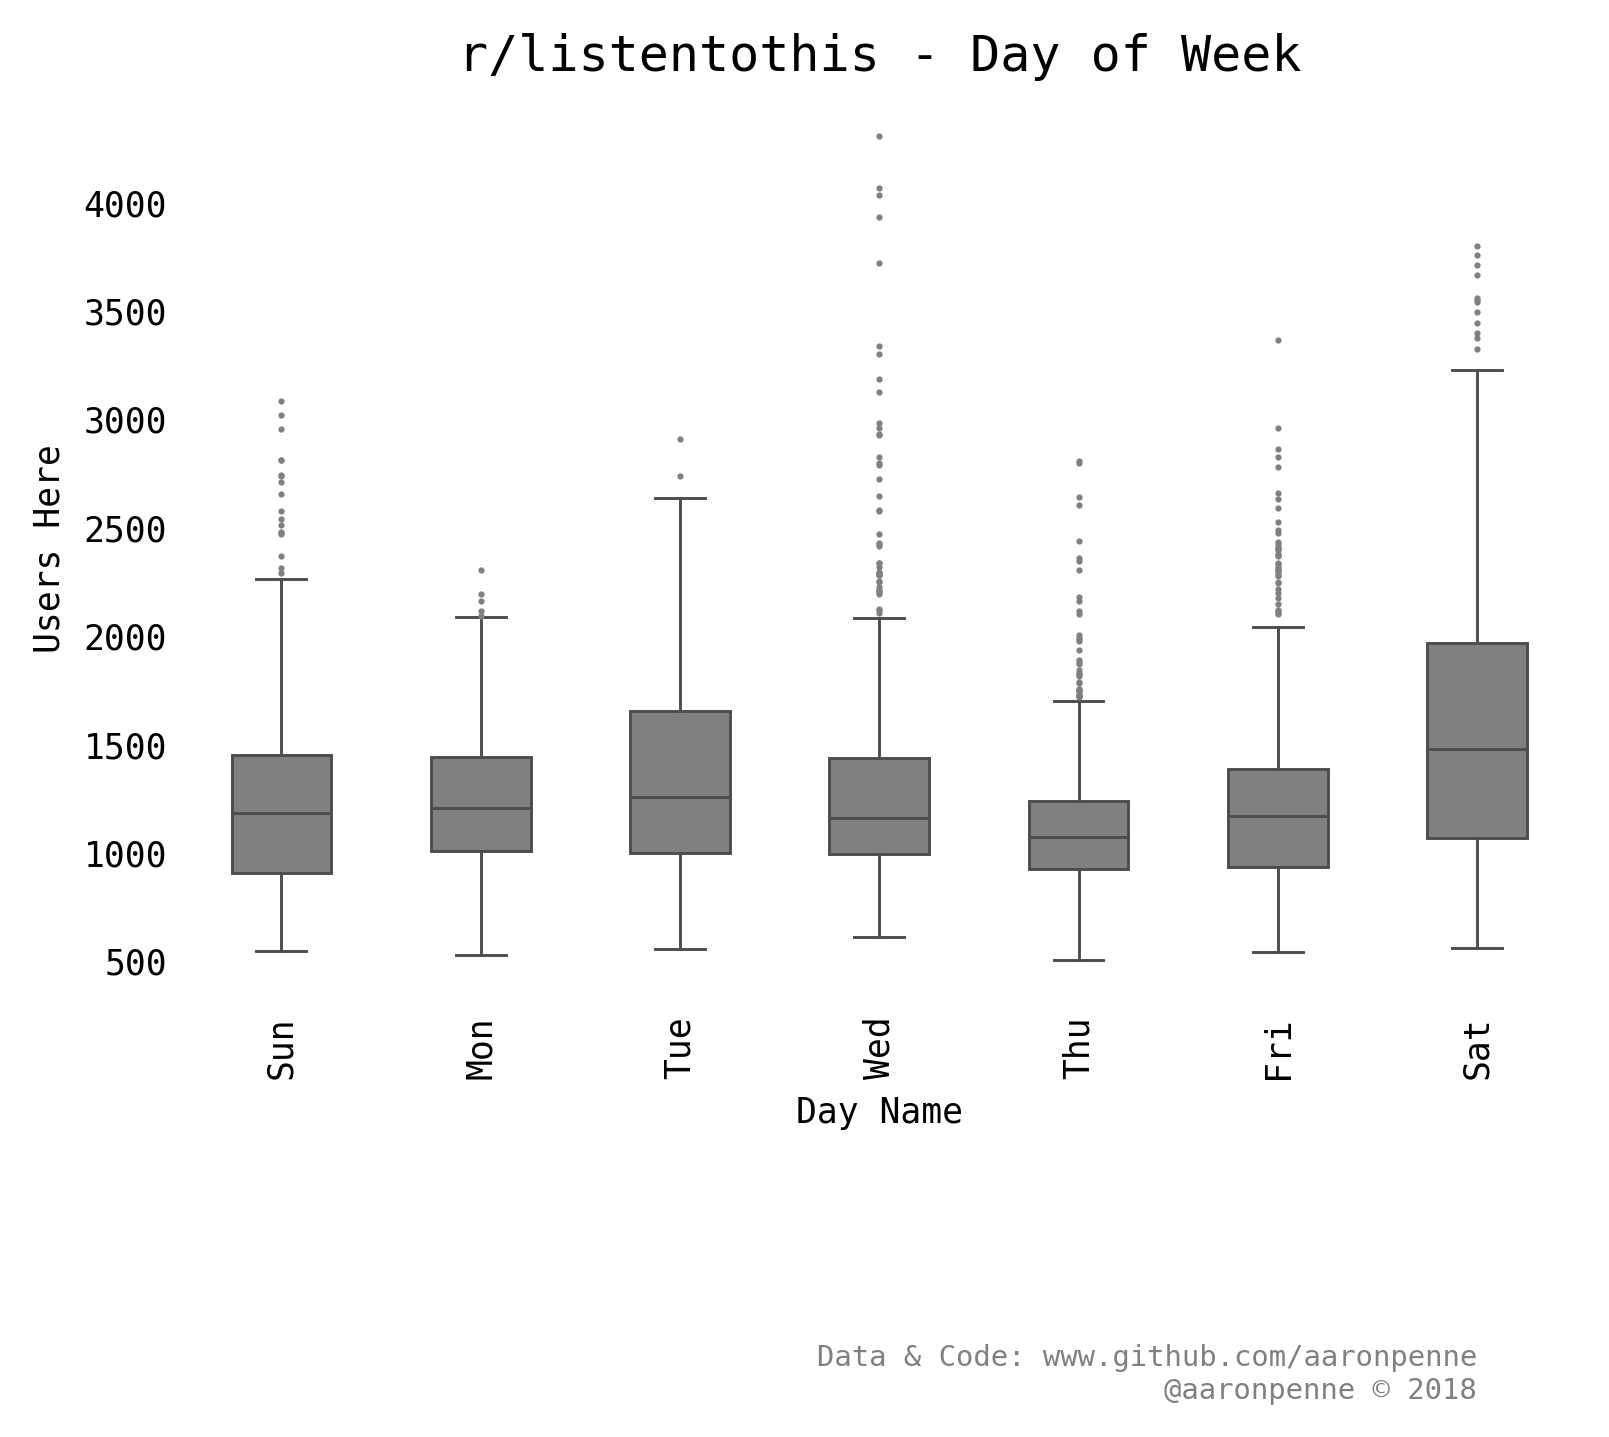 r/listentothis - Day of Week
Users Here
4000
3500
3000
2500
2000
1500
1000
500
Sun
Mon
Tue
Wed
Thu
Fri
Sat
Day Name
Data & Code: www.github.com/aaronpenne
@aaronpenne © 2018